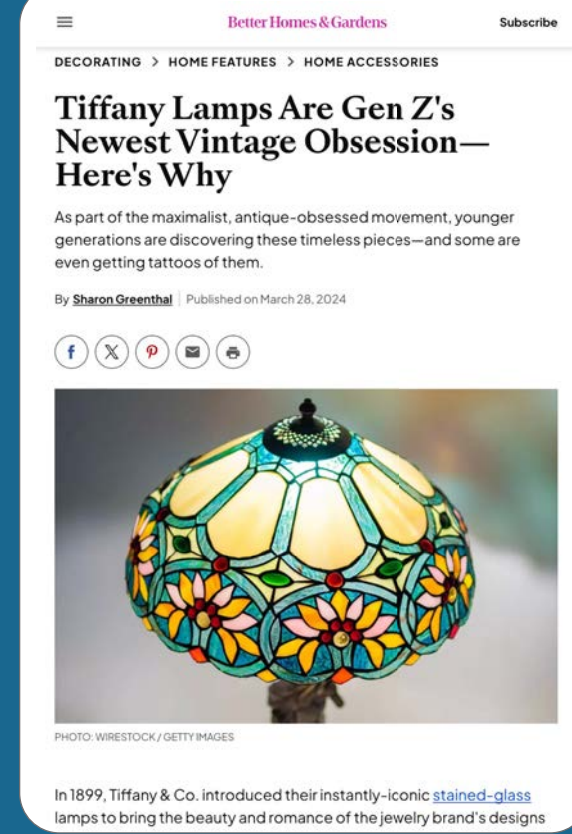 Better Homes & Gardens
Subscribe
DECORATING > HOME FEATURES > HOME ACCESSORIES
Tiffany Lamps Are Gen Z's
Newest Vintage Obsession—
Here's Why
As part of the maximalist, antique-obsessed movement, younger
generations are discovering these timeless pieces—and some are
even getting tattoos of them.
By Sharon Greenthal | Published on March 28, 2024
PHOTO: WIRESTOCK / GETTY IMAGES
In 1899, Tiffany & Co. introduced their instantly-iconic stained-glass
lamps to bring the beauty and romance of the jewelry brand's designs